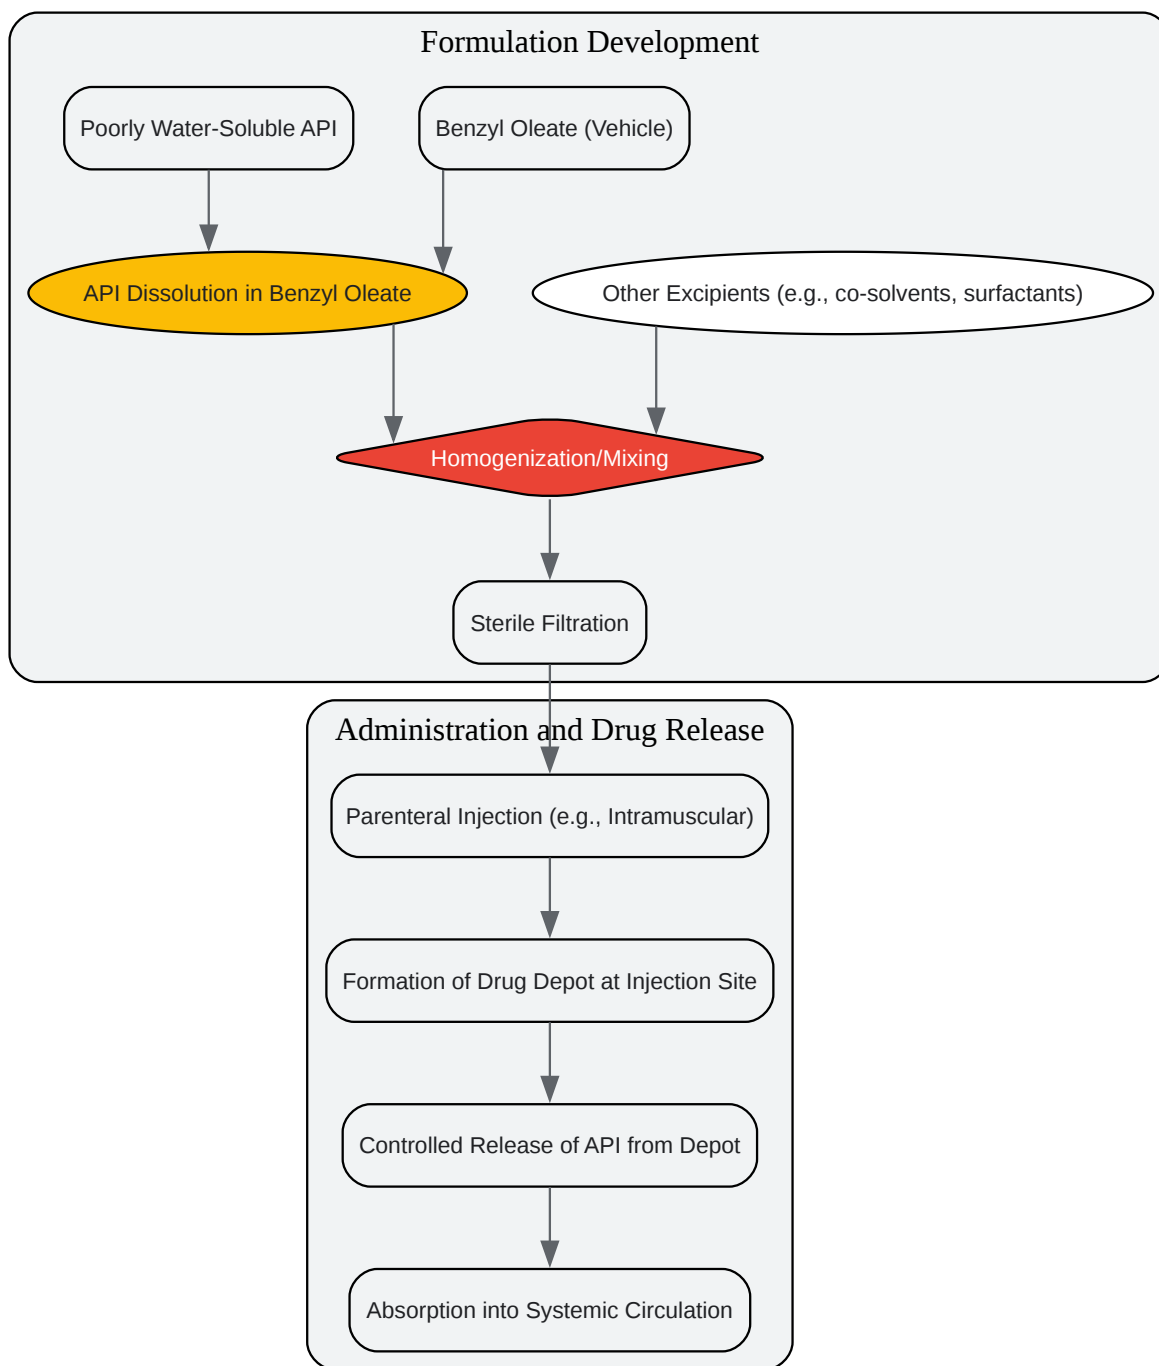 Formulation Development
Poorly Water-Soluble API
Benzyl Oleate (Vehicle)
API Dissolution in Benzyl Oleate
Other Excipients (e.g., co-solvents, surfactants)
Homogenization/Mixing
Sterile Filtration
Administration and Drug Release
Parenteral Injection (e.g., Intramuscular)
Formation of Drug Depot at Injection Site
Controlled Release of API from Depot
Absorption into Systemic Circulation